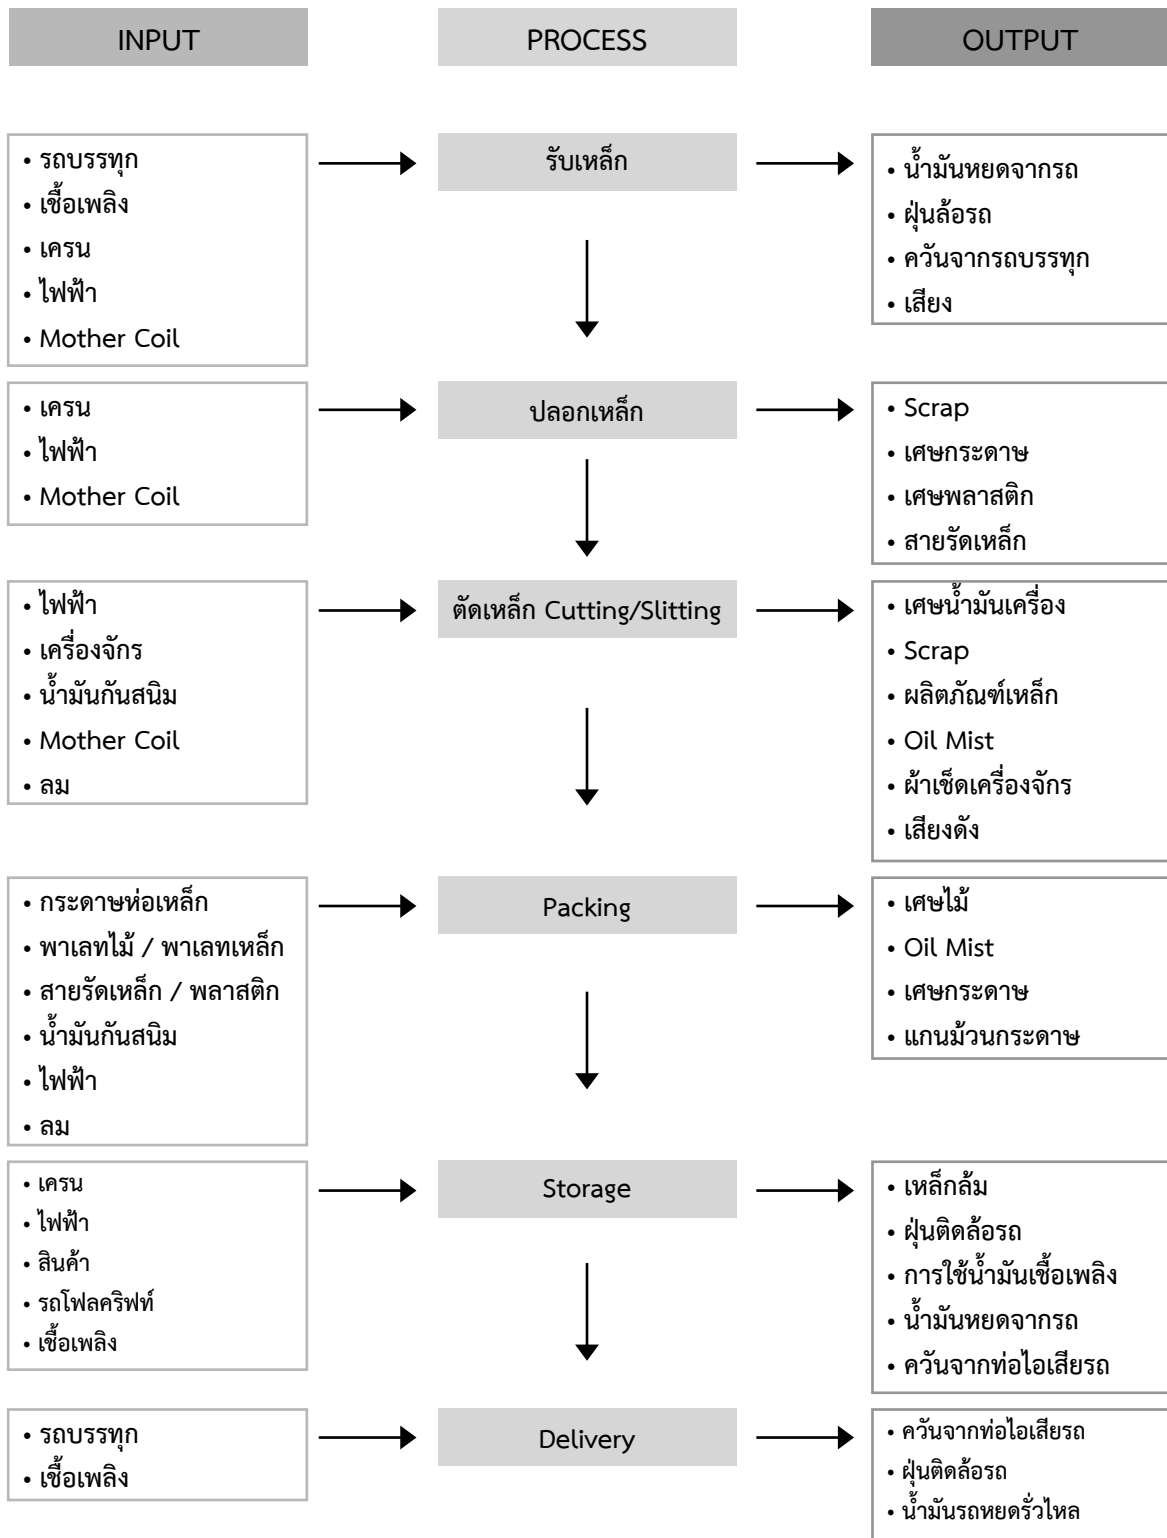 INPUT
PROCESS
OUTPUT
• รถบรรทุก
• เชื้อเพลิง
• เครน
• ไฟฟ้า
• Mother Coil
รับเหล็ก
• น้ำมันหยดจากรถ
• ฝุ่นล้อรถ
• ควันจากรถบรรทุก
• เสียง
• เครน
• ไฟฟ้า
• Mother Coil
ปลอกเหล็ก
• Scrap
• เศษกระดาษ
• เศษพลาสติก
• สายรัดเหล็ก
• ไฟฟ้า
• เครื่องจักร
• น้ำมันกันสนิม
• Mother Coil
• ลม
ตัดเหล็ก Cutting/Slitting
• เศษน้ำมันเครื่อง
• Scrap
• ผลิตภัณฑ์เหล็ก
• Oil Mist
• ผ้าเช็ดเครื่องจักร
• เสียงดัง
• กระดาษห่อเหล็ก
• พาเลทไม้ / พาเลทเหล็ก
• สายรัดเหล็ก / พลาสติก
• น้ำมันกันสนิม
• ไฟฟ้า
• ลม
Packing
• เศษไม้
• Oil Mist
• เศษกระดาษ
• แกนม้วนกระดาษ
• เครน
• ไฟฟ้า
• สินค้า
• รถโฟลคริฟท์
• เชื้อเพลิง
Storage
• เหล็กล้ม
• ฝุ่นติดล้อรถ
• การใช้น้ำมันเชื้อเพลิง
• น้ำมันหยดจากรถ
• ควันจากท่อไอเสียรถ
• รถบรรทุก
• เชื้อเพลิง
Delivery
• ควันจากท่อไอเสียรถ
• ฝุ่นติดล้อรถ
• น้ำมันรถหยดรั่วไหล